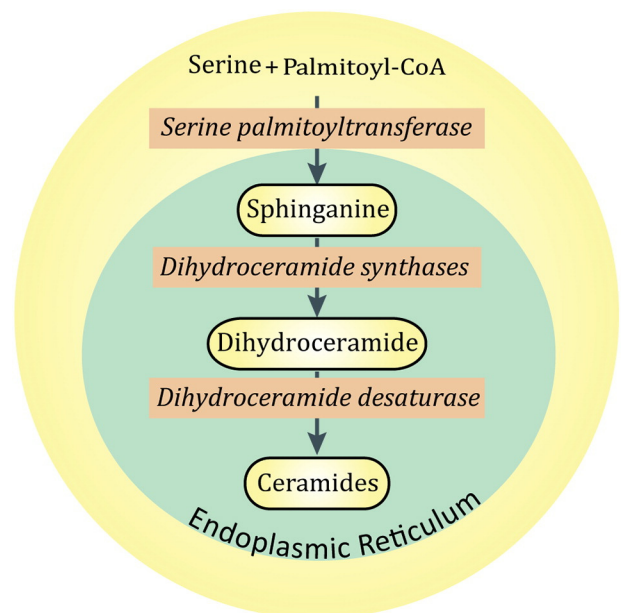 Serine + Palmitoyl-CoA
Serine palmitoyltransferase
Sphinganine
Dihydroceramide synthases
Dihydroceramide
Dihydroceramide desaturase
Ceramides
Endoplasmic Reticulum